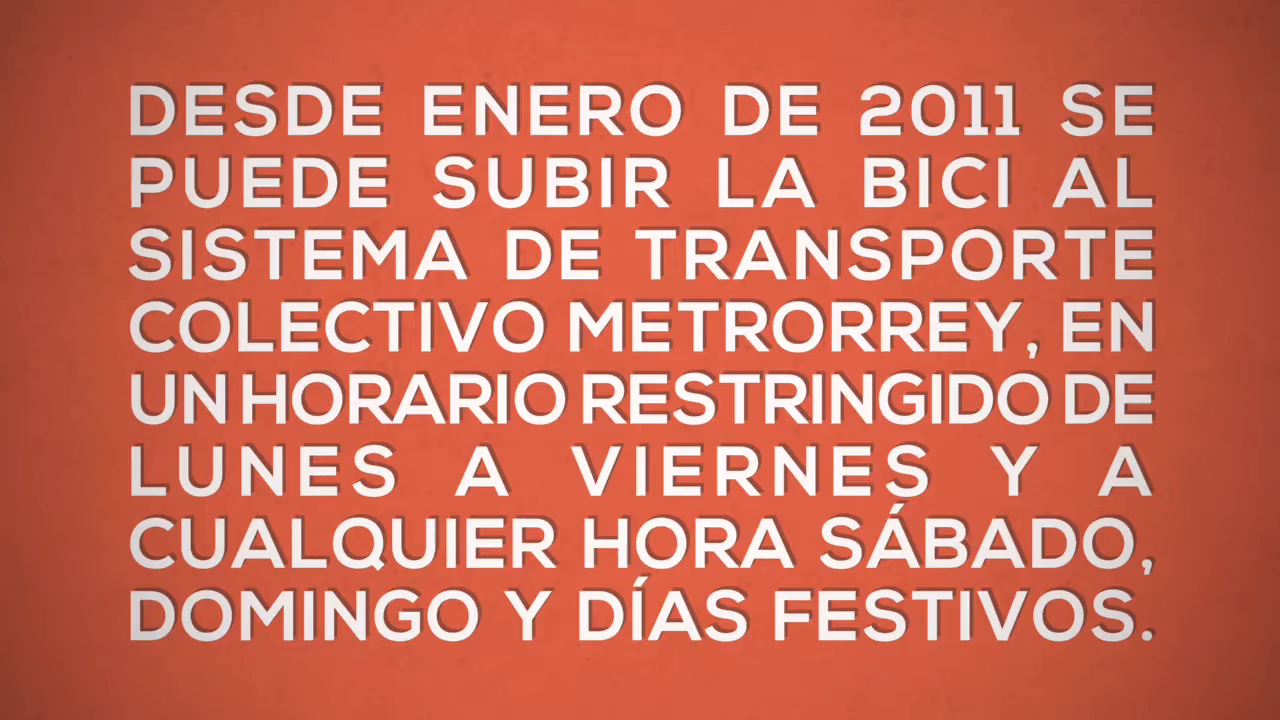 DESDE ENERO DE 2011 SE
PUEDE SUBIR LA BICI AL
SISTEMA DE TRANSPORTE
COLECTIVO METRORREY, EN
UN HORARIO RESTRINGIDO DE
LUNES A VIERNES Y A
CUALQUIER HORA SÁBADO,
DOMINGO Y DÍAS FESTIVOS.